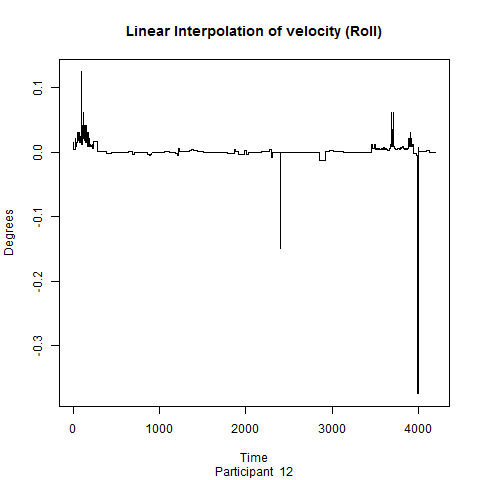 Linear Interpolation of velocity (Roll)
0.1
0.0
-0.1
-0.2
-0.3
Degrees
0 1000 2000 3000 4000
Time
Participant 12